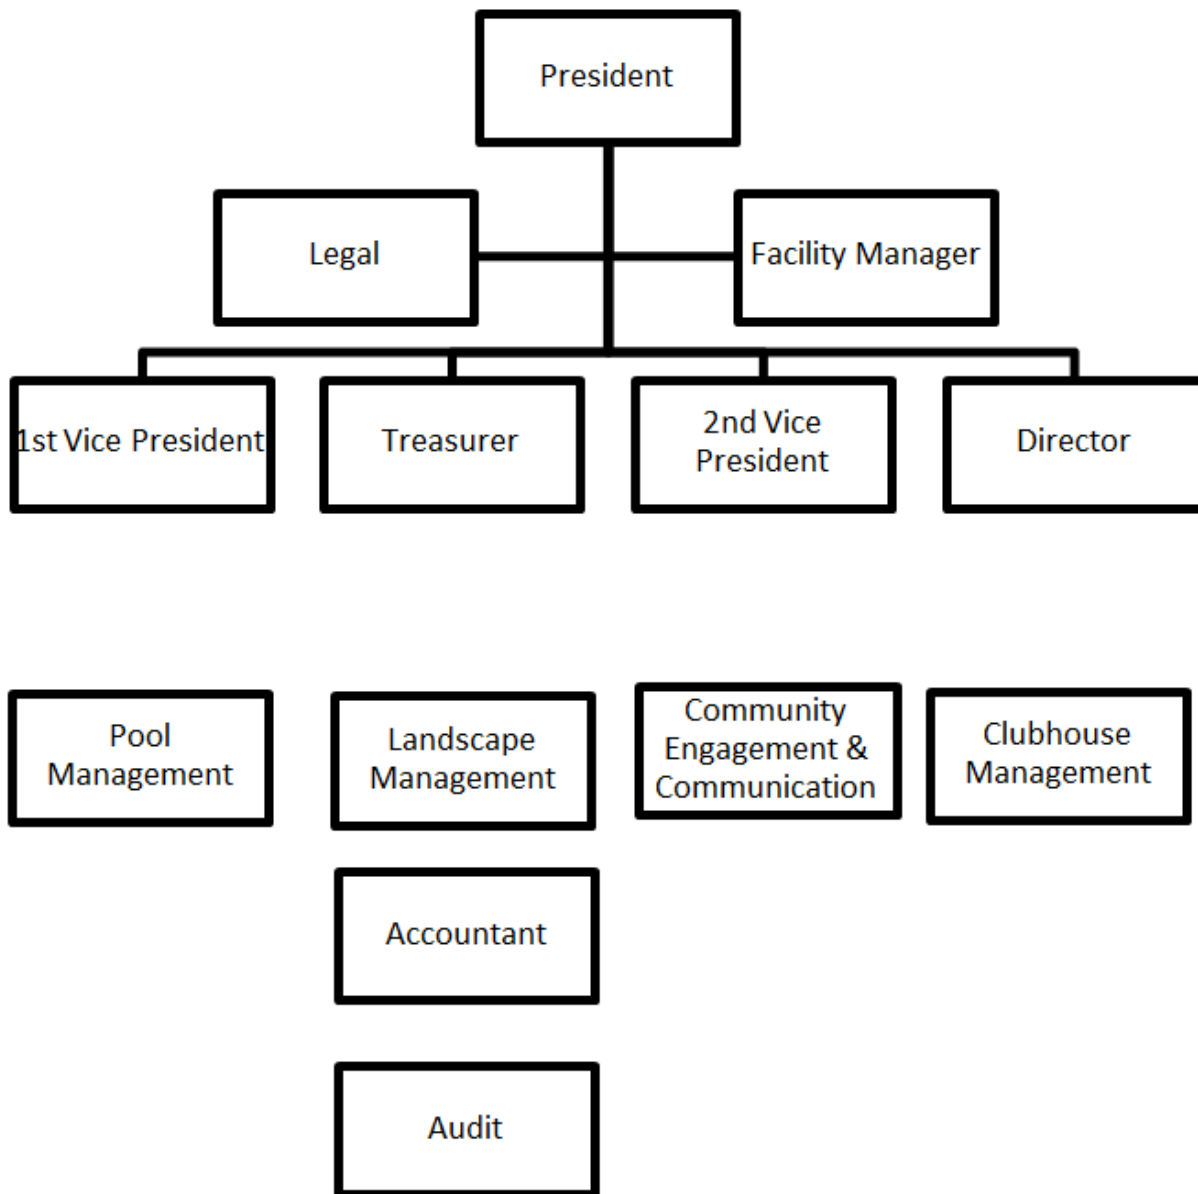 President
Legal
Facility Manager
1st Vice President
Treasurer
2nd Vice
President
Director
Pool
Management
Landscape
Management
Community
Engagement &
Communication
Clubhouse
Management
Accountant
Audit